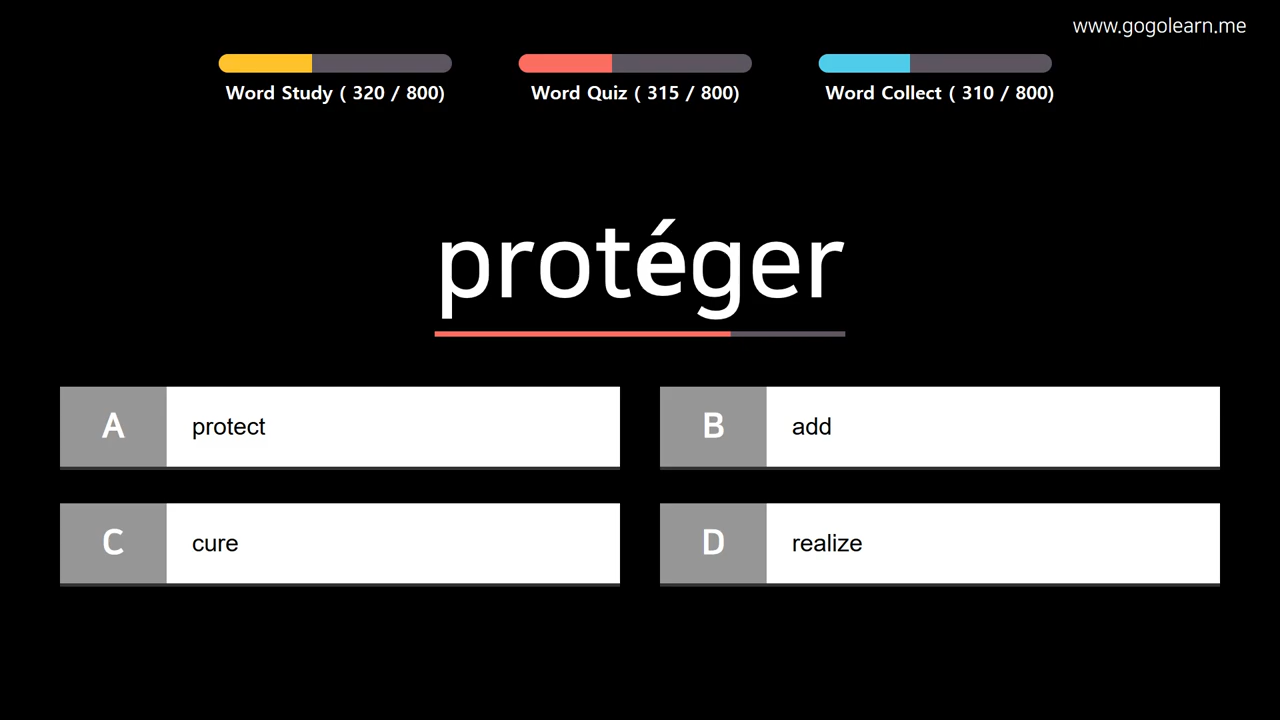 www.gogolearn.me
Word Study ( 320 / 800)
Word Quiz ( 315 / 800)
Word Collect ( 310 / 800)
protéger
A protect
B add
C cure
D realize